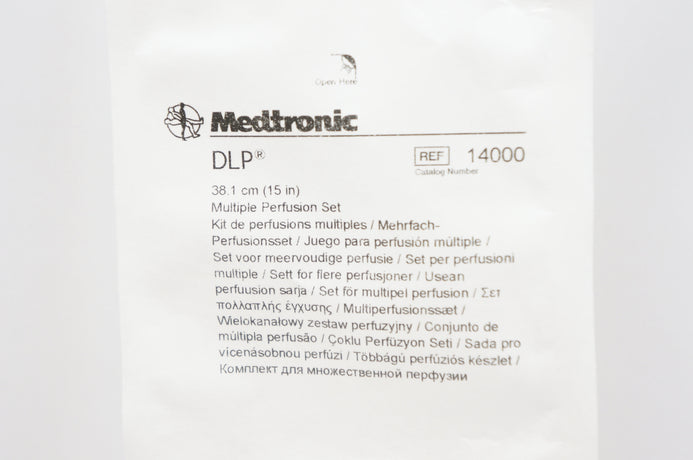 Open Here
Medtronic
DLP®
REF 14000
Catalog Number
38.1 cm (15 in)
Multiple Perfusion Set
Kit de perfusions multiples / Mehrfach-
Perfusionsset / Juego para perfusión múltiple /
Set voor meervoudige perfusie / Set per perfusioni
multiple / Sett for flere perfusjoner / Usean
perfuusion sarja / Set för multipel perfusion / Σετ
πολλαπλής έγχυσης / Multiperfusionssæt /
Wielokanałowy zestaw perfuzyjny / Conjunto de
múltipla perfusão / Çoklu Perfüzyon Seti / Sada pro
vícenásobnou perfúzi / Többágú perfúziós készlet /
Комплект для множественной перфузии